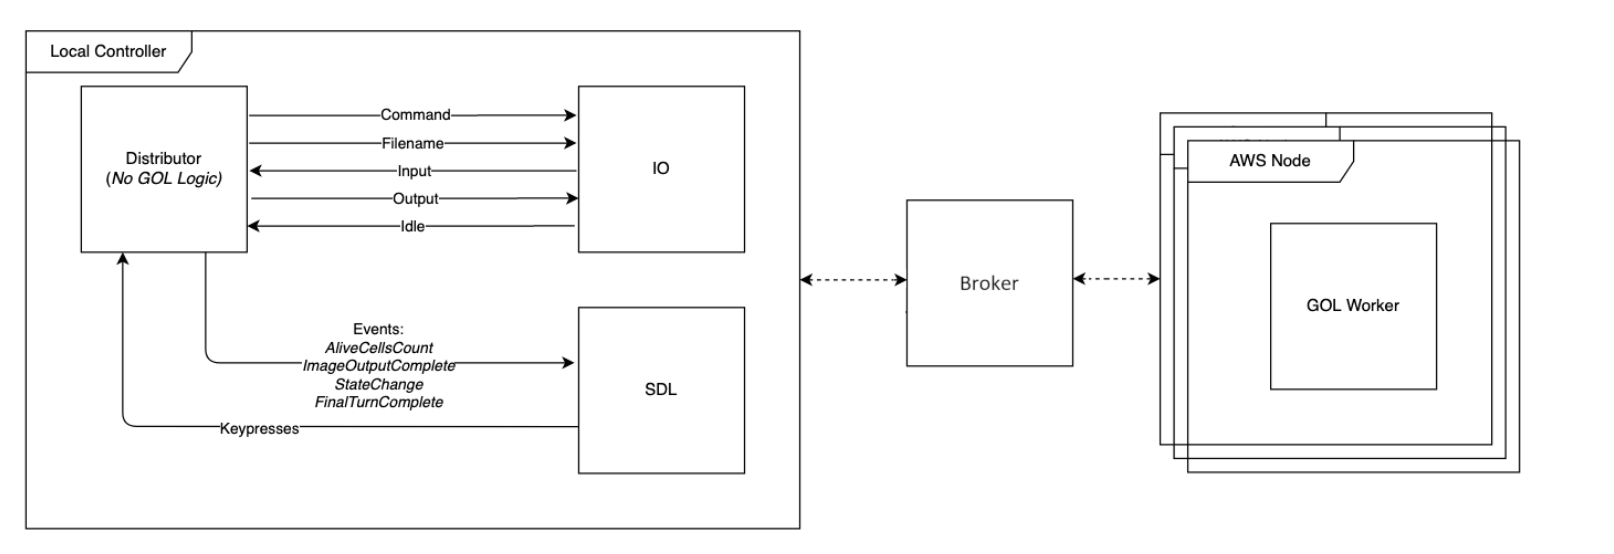 Local Controller
Distributor
(No GOL Logic)
Command
Filename
Input
Output
Idle
IO
Events:
AliveCellsCount
ImageOutputComplete
StateChange
FinalTurnComplete
Keypresses
SDL
Broker
AWS Node
GOL Worker